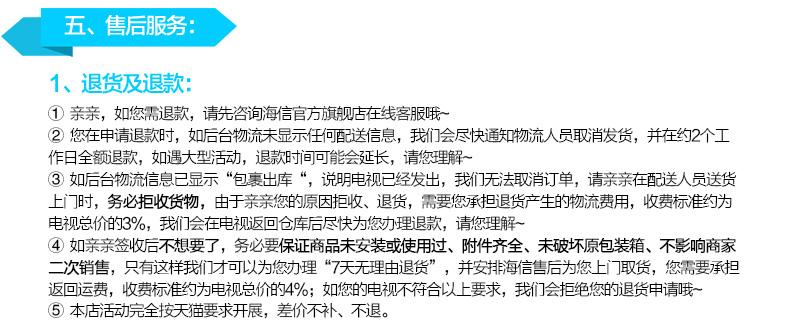 五、售后服务：
1、退货及退款：
① 亲亲，如您需退款，请先咨询海信官方旗舰店在线客服哦~
② 您在申请退款时，如后台物流未显示任何配送信息，我们会尽快通知物流人员取消发货，并在约2个工
作日全额退款，如遇大型活动，退款时间可能会延长，请您理解~
③ 如后台物流信息已显示“包裹出库“，说明电视已经发出，我们无法取消订单，请亲亲在配送人员送货
上门时，务必拒收货物，由于亲亲您的原因拒收、退货，需要您承担退货产生的物流费用，收费标准约为
电视总价的3%，我们会在电视返回仓库后尽快为您办理退款，请您理解~
④ 如亲亲签收后不想要了，务必要保证商品未安装或使用过、附件齐全、未破坏原包装箱、不影响商家
二次销售，只有这样我们才可以为您办理“7天无理由退货”，并安排海信售后为您上门取货，您需要承担
返回运费，收费标准约为电视总价的4%；如您的电视不符合以上要求，我们会拒绝您的退货申请哦~
⑤ 本店活动完全按天猫要求开展，差价不补、不退。